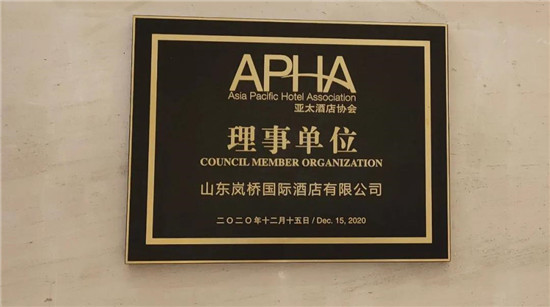 APHA
Asia Pacific Hotel Association
亚太酒店协会
理事单位
COUNCIL MEMBER ORGANIZATION
山东岚桥国际酒店有限公司
二〇二〇年十二月十五日/Dec. 15, 2020